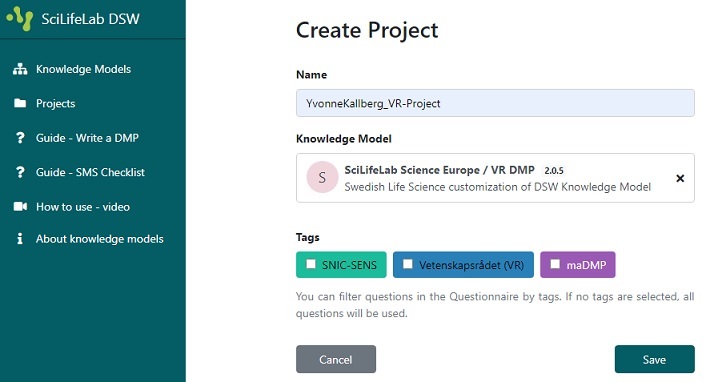 SciLifeLab DSW
Knowledge Models
Projects
? Guide - Write a DMP
? Guide - SMS Checklist
How to use - video
i About knowledge models
Create Project
Name
YvonneKallberg_VR-Project
Knowledge Model
S
SciLifeLab Science Europe / VR DMP 2.0.5
Swedish Life Science customization of DSW Knowledge Model
×
Tags
SNIC-SENS
Vetenskapsrådet (VR)
maDMP
You can filter questions in the Questionnaire by tags. If no tags are selected, all
questions will be used.
Cancel
Save